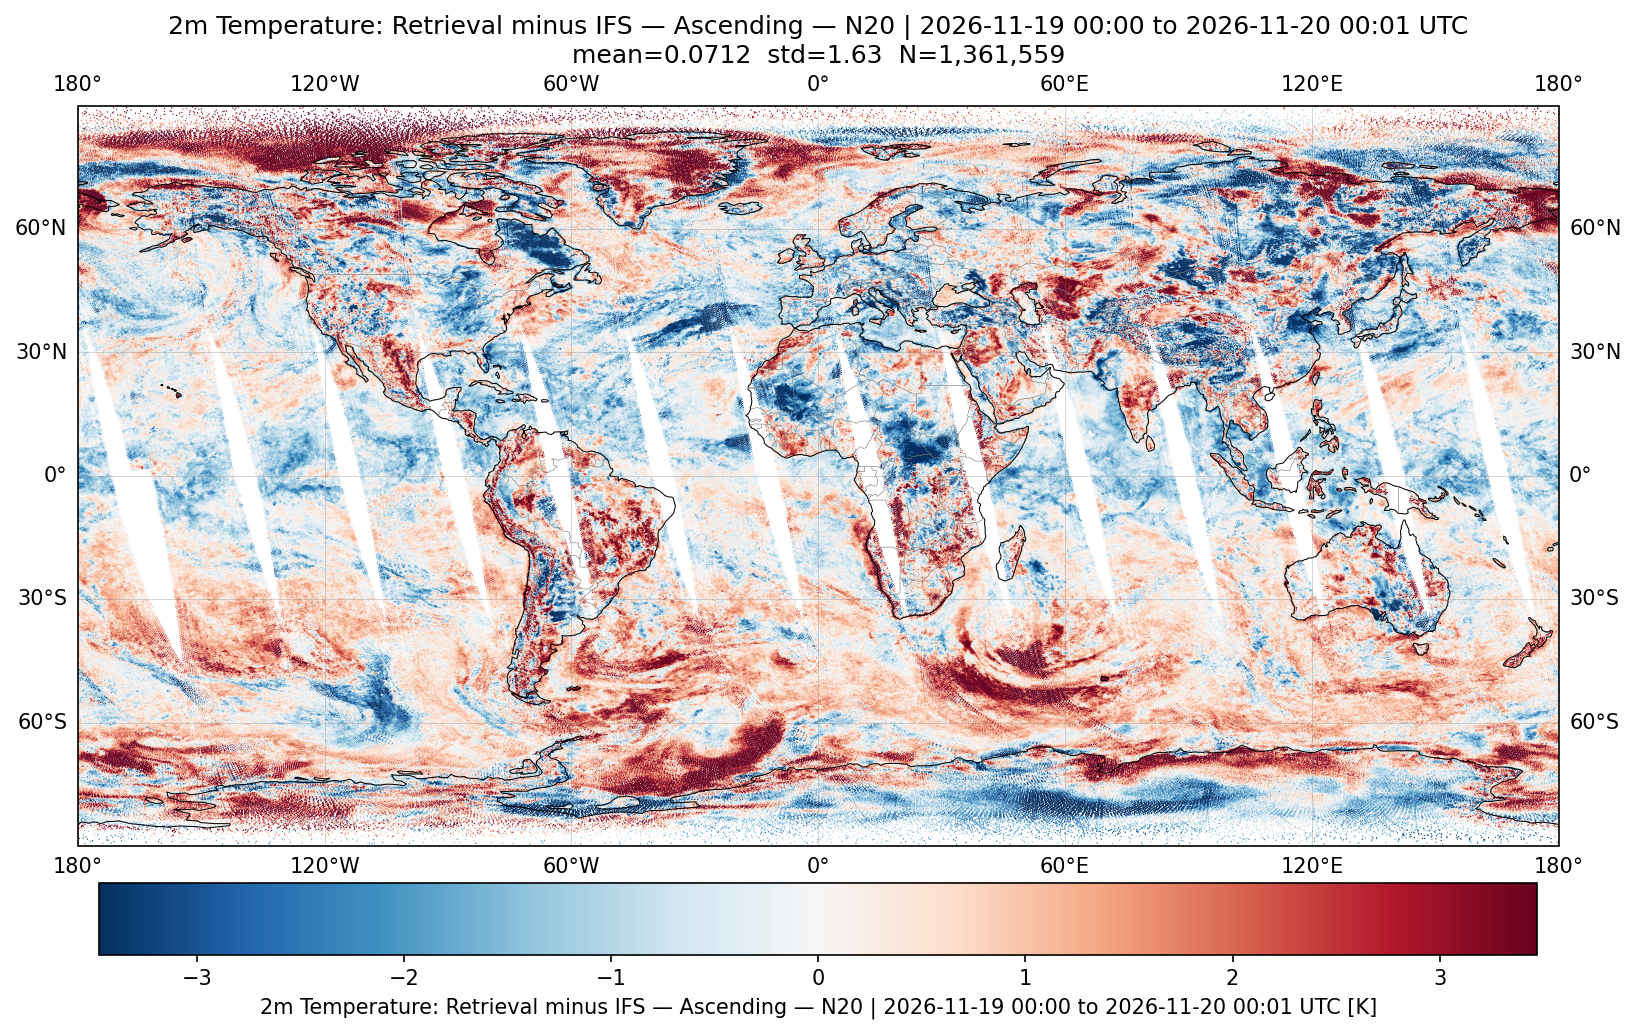 2m Temperature: Retrieval minus IFS — Ascending — N20 | 2026-11-19 00:00 to 2026-11-20 00:01 UTC
mean=0.0712  std=1.63  N=1,361,559
180° 120°W 60°W 0° 60°E 120°E 180°
60°N 60°N
30°N 30°N
0° 0°
30°S 30°S
60°S 60°S
180° 120°W 60°W 0° 60°E 120°E 180°
−3 −2 −1 0 1 2 3
2m Temperature: Retrieval minus IFS — Ascending — N20 | 2026-11-19 00:00 to 2026-11-20 00:01 UTC [K]